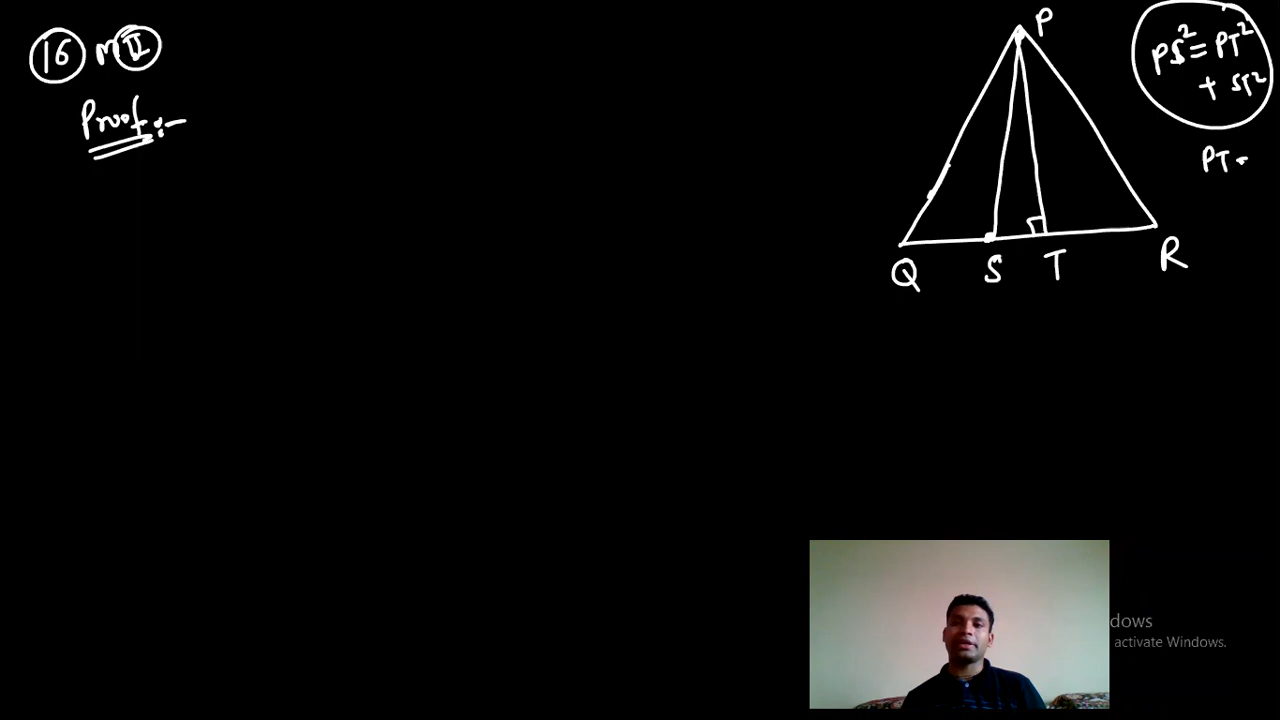 16 M II
Proof :-
P
PS² = PT²
+ ST²
PT =
Q S T R
dows
activate Windows.